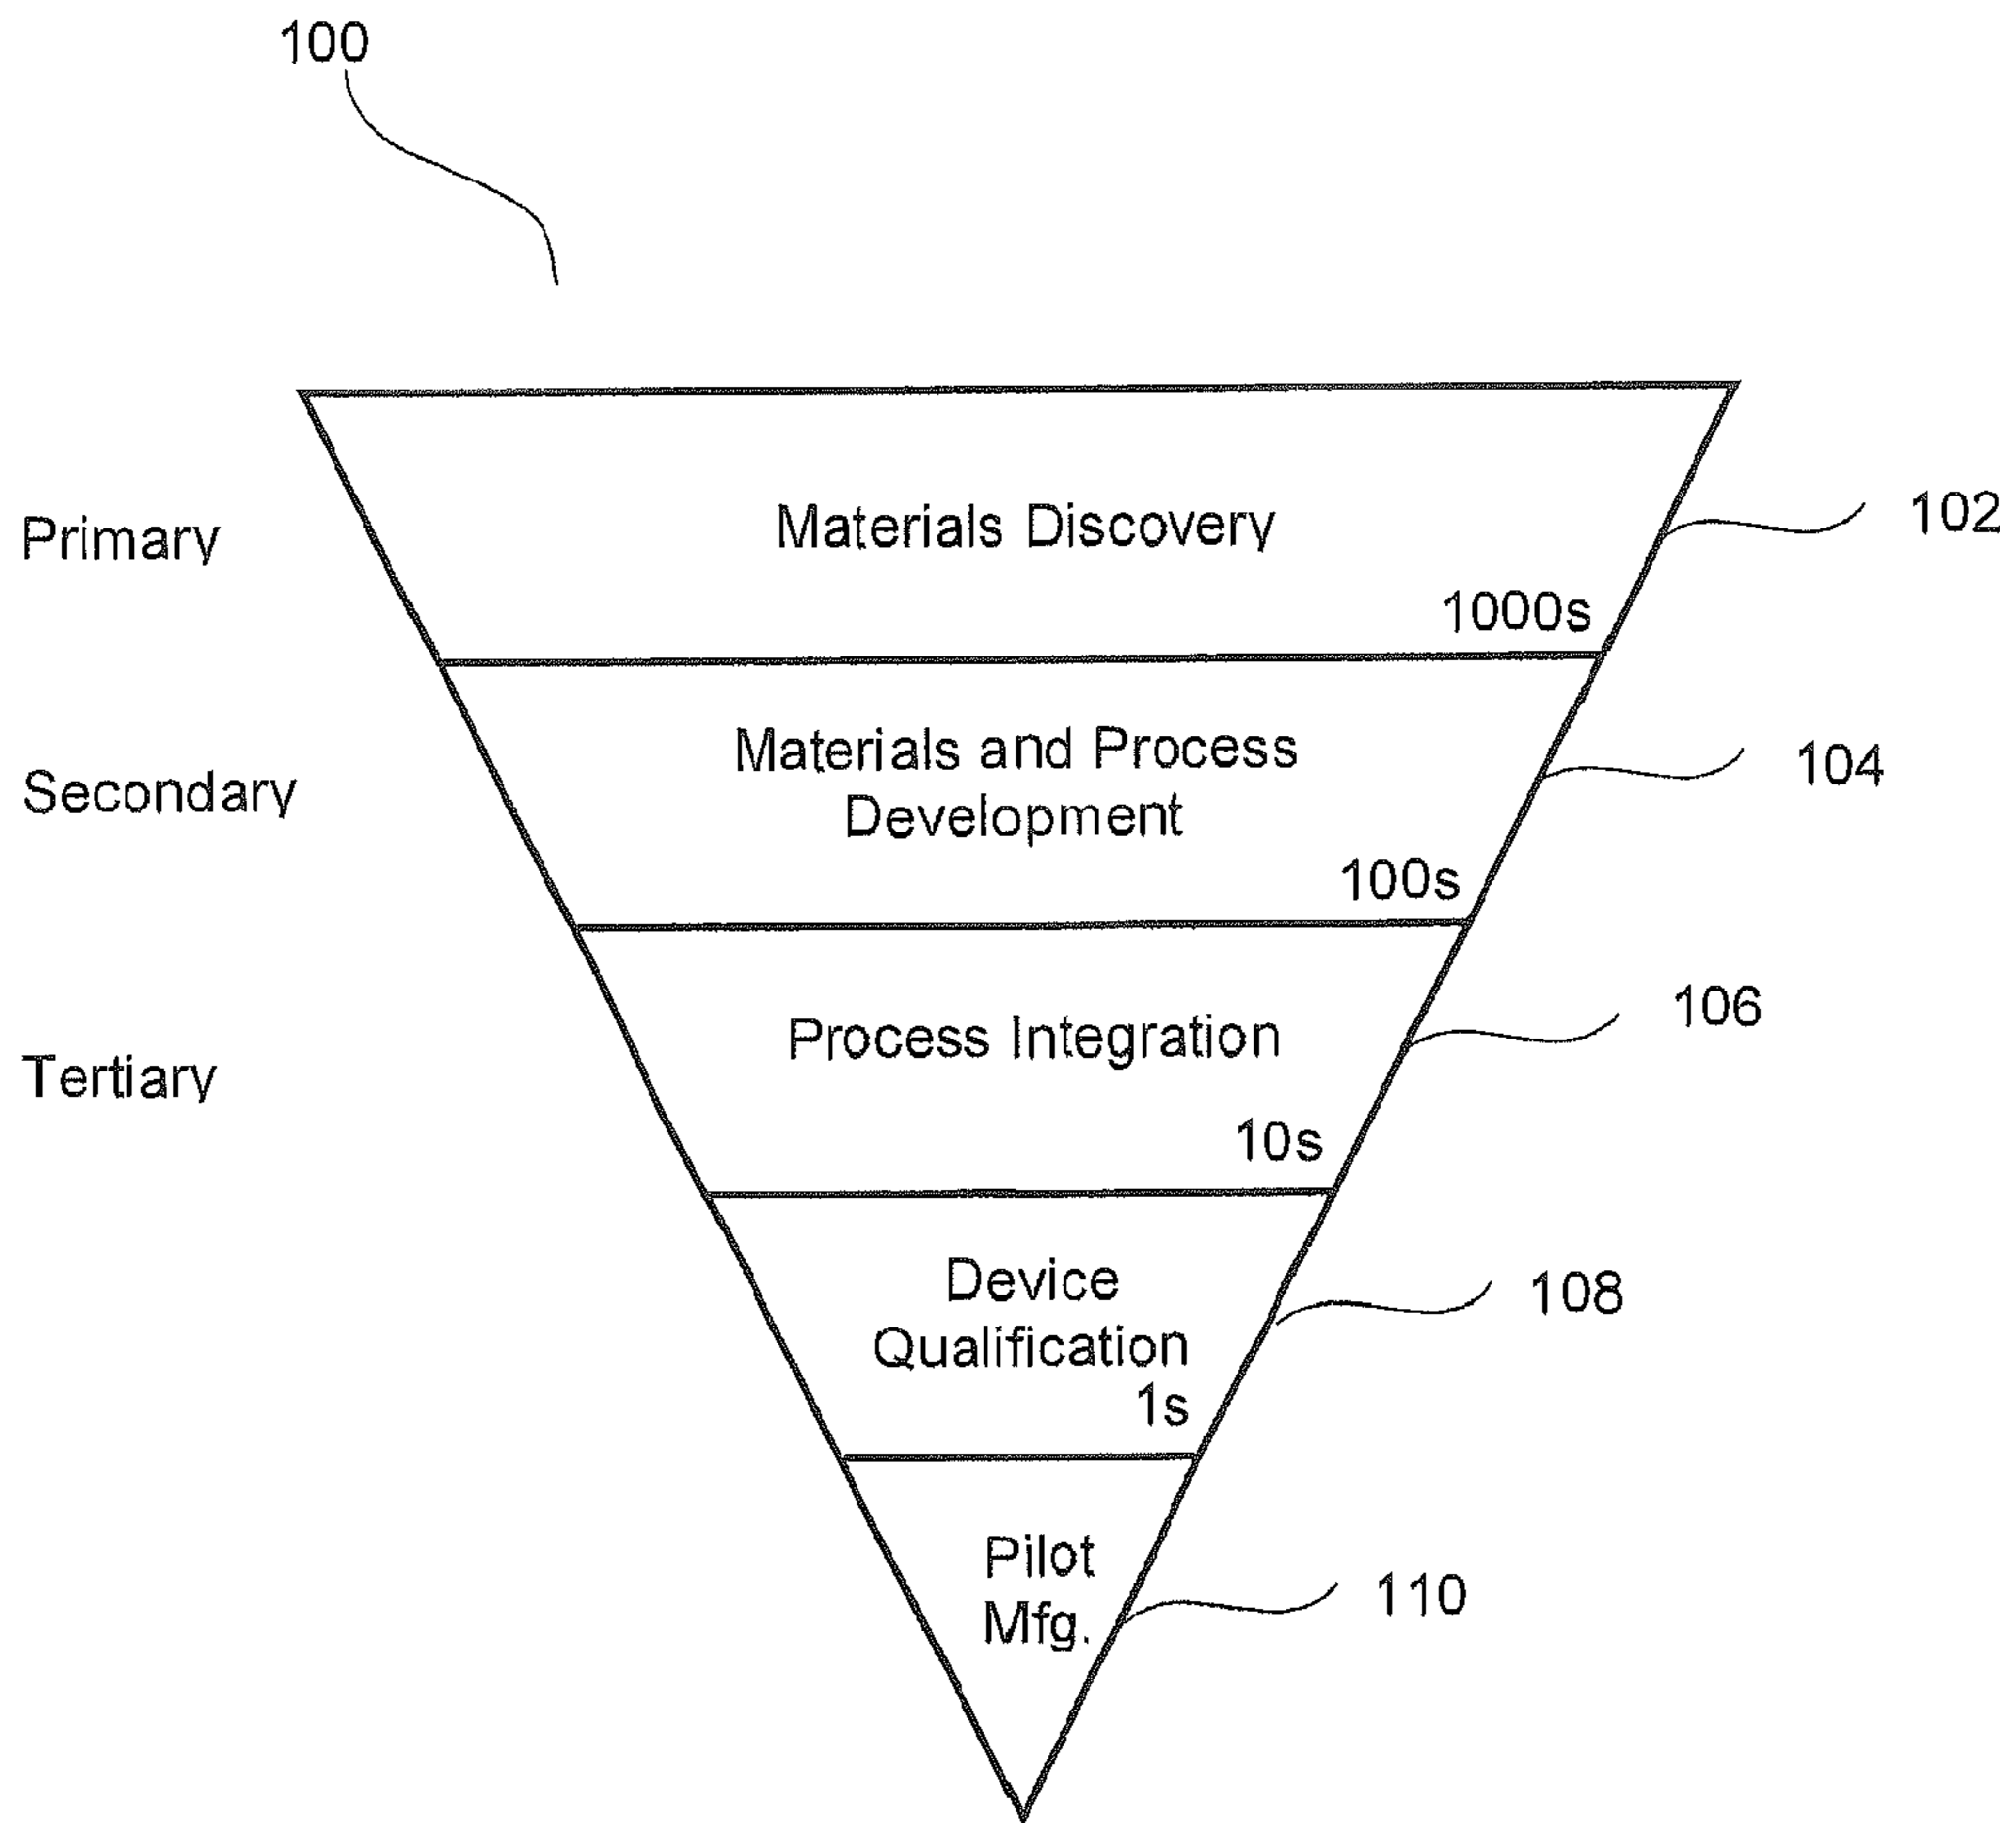 100
Primary
Materials Discovery
102
1000s
Secondary
Materials and Process
Development
104
100s
Tertiary
Process Integration
106
10s
Device
Qualification
108
1s
Pilot
Mfg.
110